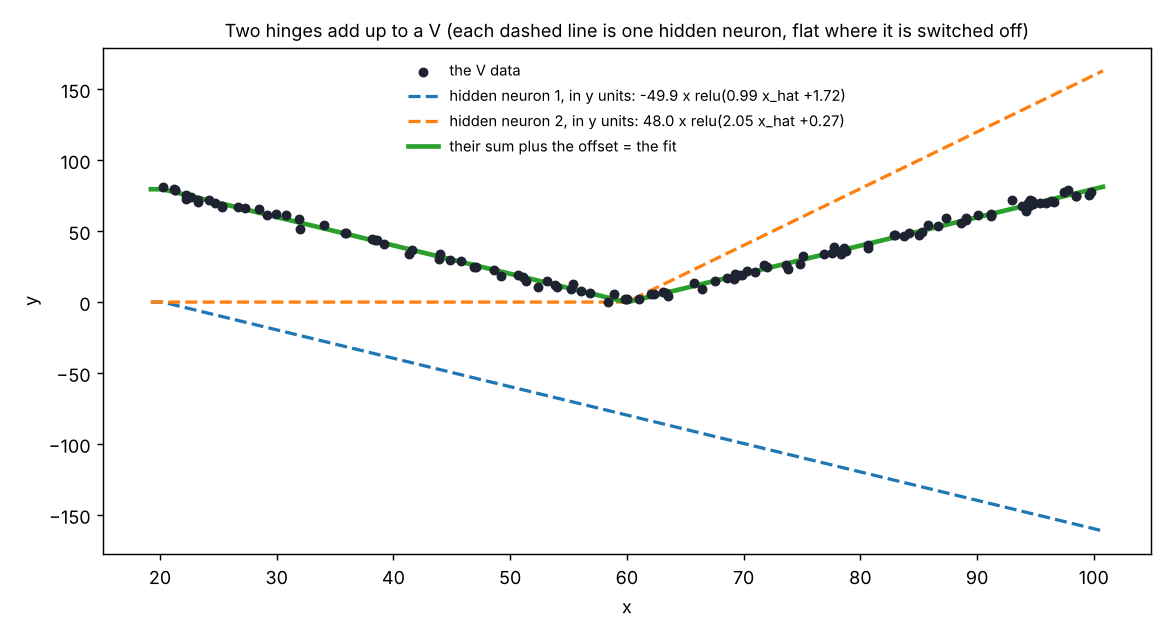 Two hinges add up to a V (each dashed line is one hidden neuron, flat where it is switched off)
the V data
hidden neuron 1, in y units: -49.9 x relu(0.99 x_hat +1.72)
hidden neuron 2, in y units: 48.0 x relu(2.05 x_hat +0.27)
their sum plus the offset = the fit
150
100
50
0
−50
−100
−150
y
20 30 40 50 60 70 80 90 100
x